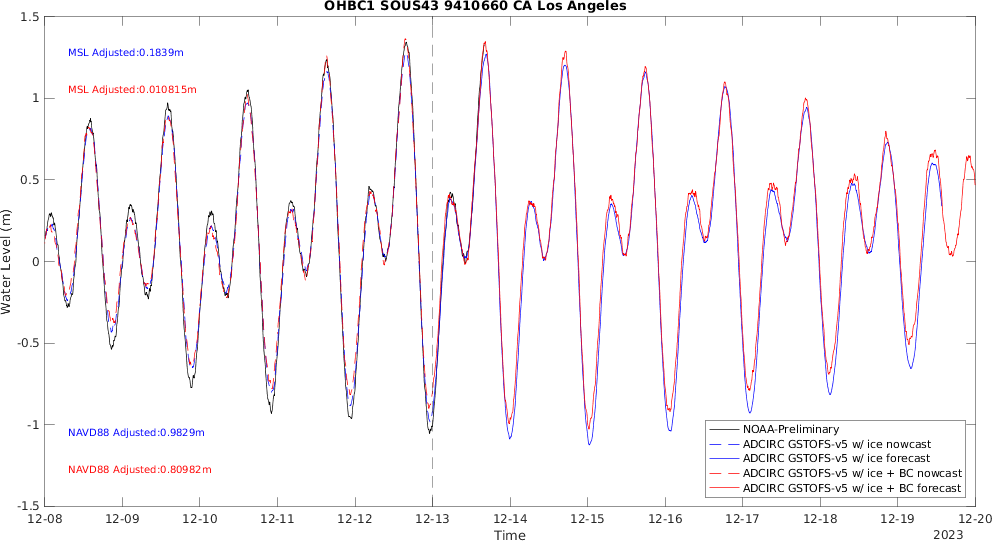 OHBC1 SOUS43 9410660 CA Los Angeles
1.5
1
0.5
0
-0.5
-1
-1.5
Water Level (m)
MSL Adjusted:0.1839m
MSL Adjusted:0.010815m
NAVD88 Adjusted:0.9829m
NAVD88 Adjusted:0.80982m
NOAA-Preliminary
ADCIRC GSTOFS-v5 w/ ice nowcast
ADCIRC GSTOFS-v5 w/ ice forecast
ADCIRC GSTOFS-v5 w/ ice + BC nowcast
ADCIRC GSTOFS-v5 w/ ice + BC forecast
12-08 12-09 12-10 12-11 12-12 12-13 12-14 12-15 12-16 12-17 12-18 12-19 12-20
Time
2023